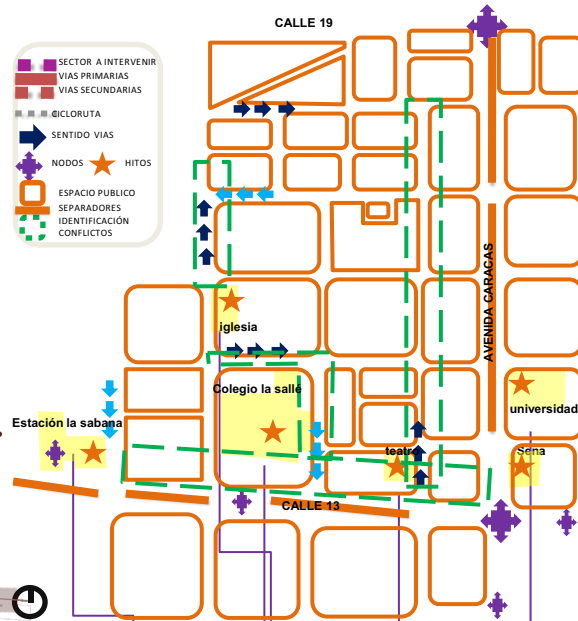 CALLE 19
SECTOR A INTERVENIR
VIAS PRIMARIAS
VIAS SECUNDARIAS
CICLORUTA
SENTIDO VIAS
NODOS
HITOS
ESPACIO PUBLICO
SEPARADORES
IDENTIFICACIÓN
CONFLICTOS
AVENIDA CARACAS
iglesia
Colegio la sallé
universidad
Estación la sabana
teatro
Sena
CALLE 13